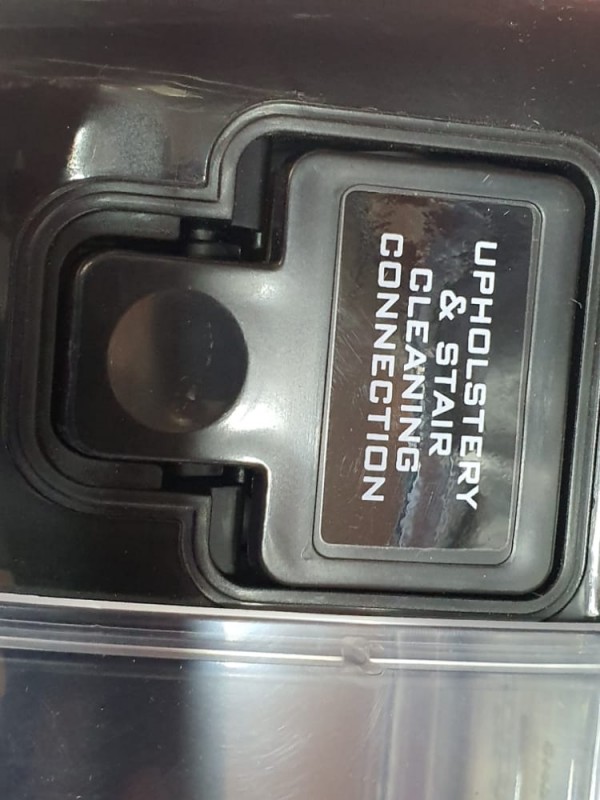 UPHOLSTERY
& STAIR
CLEANING
CONNECTION